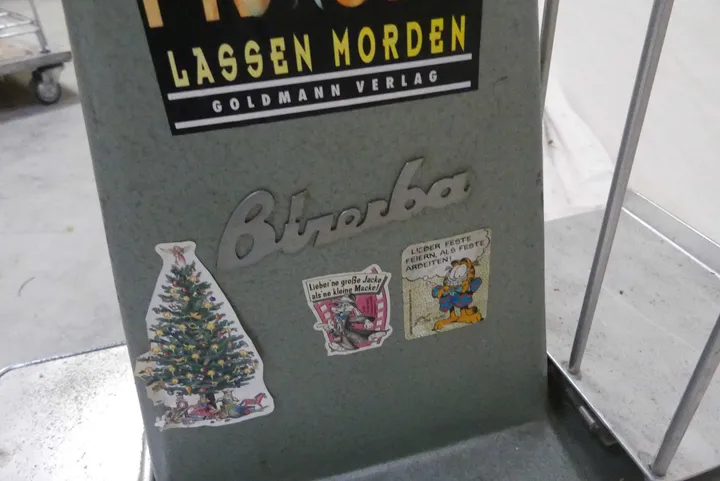 LASSEN MORDEN
GOLDMANN VERLAG
Bizerba
Lieber 'ne große Jacke
als 'ne kleine Macke!
LIEBER FESTE
FEIERN, ALS FESTE
ARBEITEN!